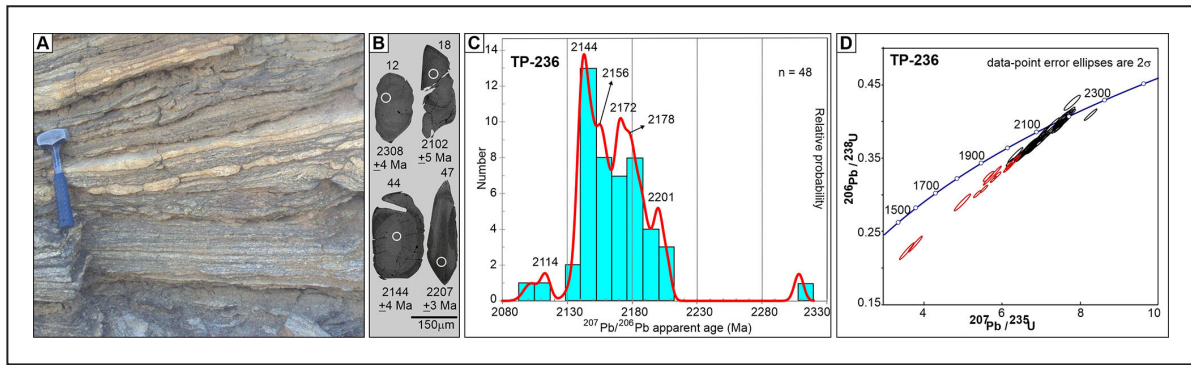 A
B
12
18
2308
+4 Ma
2102
+5 Ma
44
47
2144
+4 Ma
2207
+3 Ma
150μm
C
TP-236
n = 48
2144
2156
2172
2178
2201
2114
14
12
10
8
6
4
2
0
Number
Relative probability
2080
2130
2180
2230
2280
2330
207Pb/206Pb apparent age (Ma)
D
TP-236
data-point error ellipses are 2σ
0.45
0.35
0.25
0.15
206Pb /238U
2300
2100
1900
1700
1500
4
6
8
10
207Pb /235U